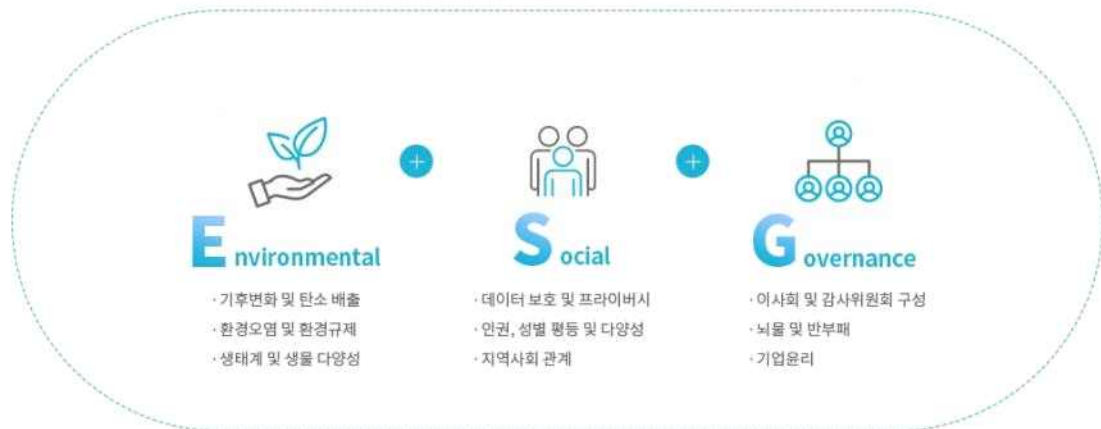 Environmental
· 기후변화 및 탄소 배출
· 환경오염 및 환경규제
· 생태계 및 생물 다양성
Social
· 데이터 보호 및 프라이버시
· 인권, 성별 평등 및 다양성
· 지역사회 관계
Governance
· 이사회 및 감사위원회 구성
· 뇌물 및 반부패
· 기업윤리